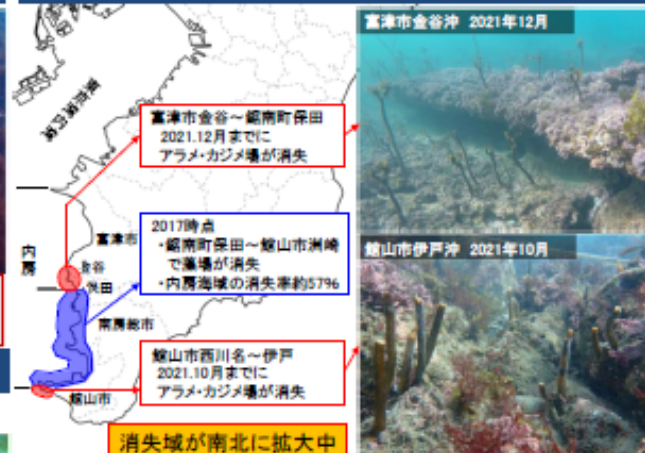 富津市金谷沖 2021年12月
富津市金谷～鋸南町保田
2021.12月までに
アラメ・カジメ場が消失
2017時点
・鋸南町保田～館山市洲崎
で藻場が消失
・内房海域の消失率約57%
富津市
内房
金谷
保田
南房総市
館山市伊戸沖 2021年10月
館山市西川名～伊戸
2021.10月までに
アラメ・カジメ場が消失
館山市
消失域が南北に拡大中